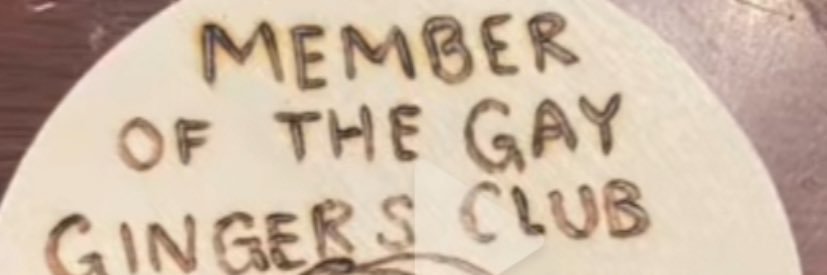 MEMBER
OF THE GAY
GINGERS CLUB